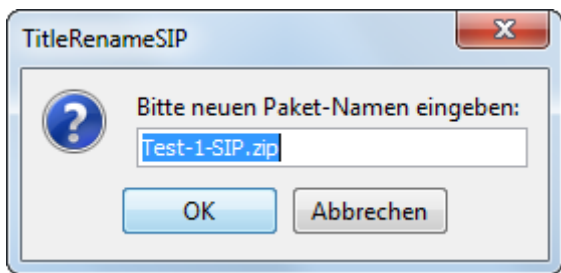 TitleRenameSIP
Bitte neuen Paket-Namen eingeben:
Test-1-SIP.zip
OK
Abbrechen